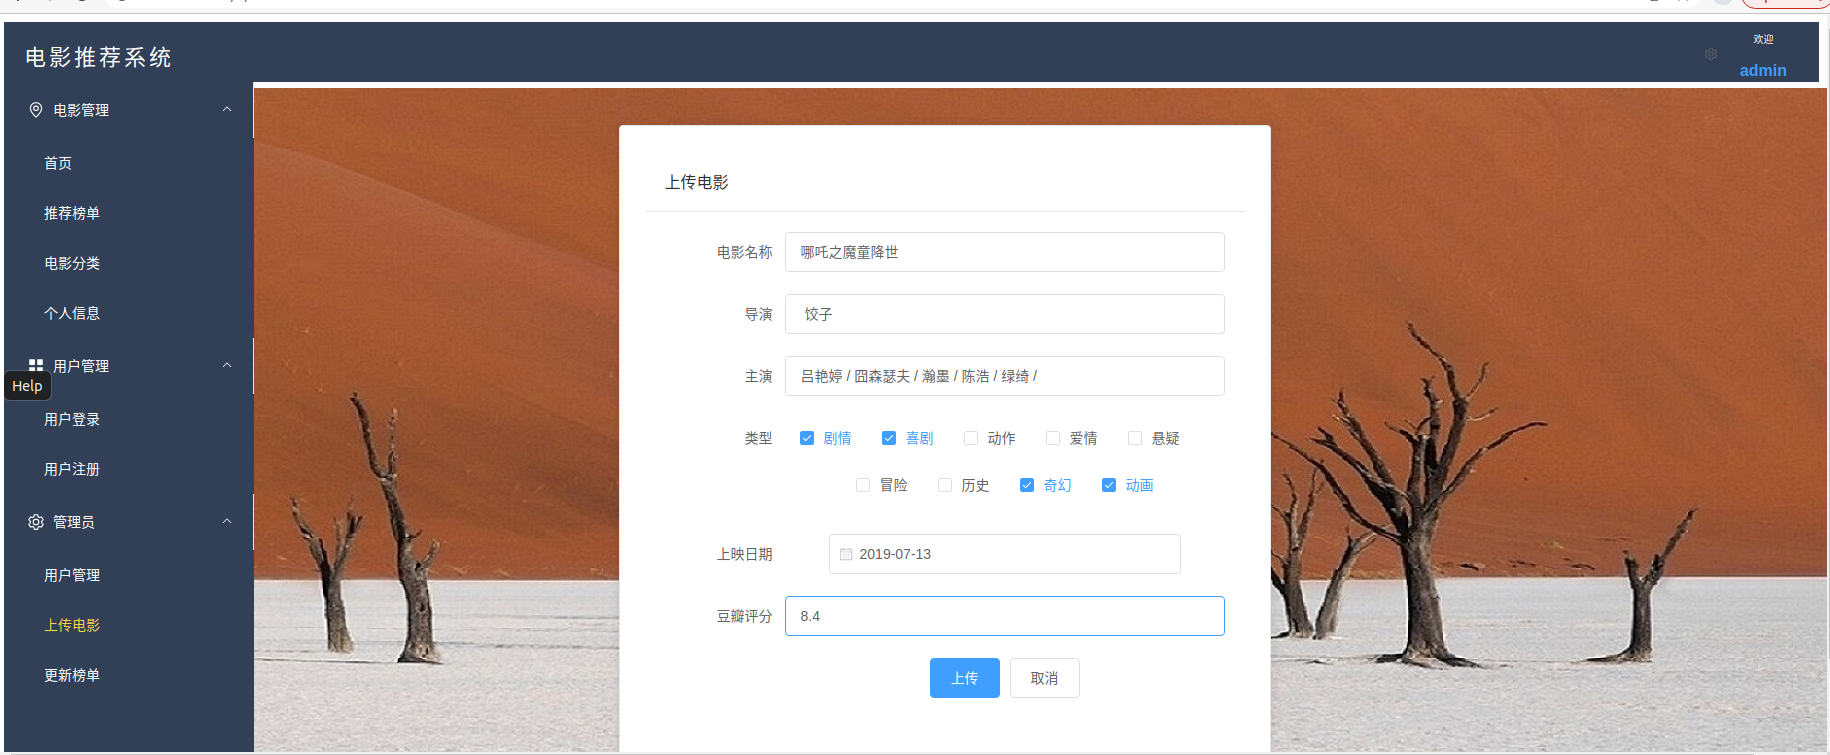 电影推荐系统
欢迎
admin
电影管理
首页
推荐榜单
电影分类
个人信息
用户管理
Help
用户登录
用户注册
管理员
用户管理
上传电影
更新榜单
上传电影
电影名称 哪吒之魔童降世
导演 饺子
主演 吕艳婷 / 囧森瑟夫 / 瀚墨 / 陈浩 / 绿绮 /
类型 剧情 喜剧 动作 爱情 悬疑
冒险 历史 奇幻 动画
上映日期 2019-07-13
豆瓣评分 8.4
上传 取消